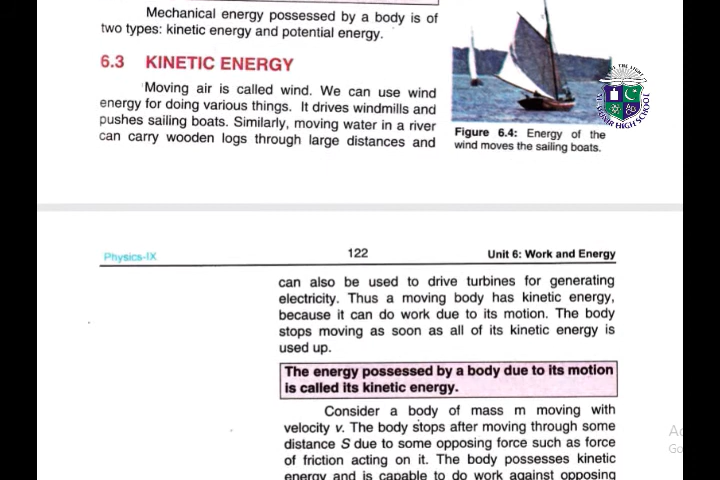 Mechanical energy possessed by a body is of
two types: kinetic energy and potential energy.
6.3 KINETIC ENERGY
Moving air is called wind. We can use wind
energy for doing various things. It drives windmills and
pushes sailing boats. Similarly, moving water in a river
can carry wooden logs through large distances and
Figure 6.4: Energy of the
wind moves the sailing boats.
Physics-IX
122
Unit 6: Work and Energy
can also be used to drive turbines for generating
electricity. Thus a moving body has kinetic energy,
because it can do work due to its motion. The body
stops moving as soon as all of its kinetic energy is
used up.
The energy possessed by a body due to its motion
is called its kinetic energy.
Consider a body of mass m moving with
velocity v. The body stops after moving through some
distance S due to some opposing force such as force
of friction acting on it. The body possesses kinetic
energy and is capable to do work against opposing